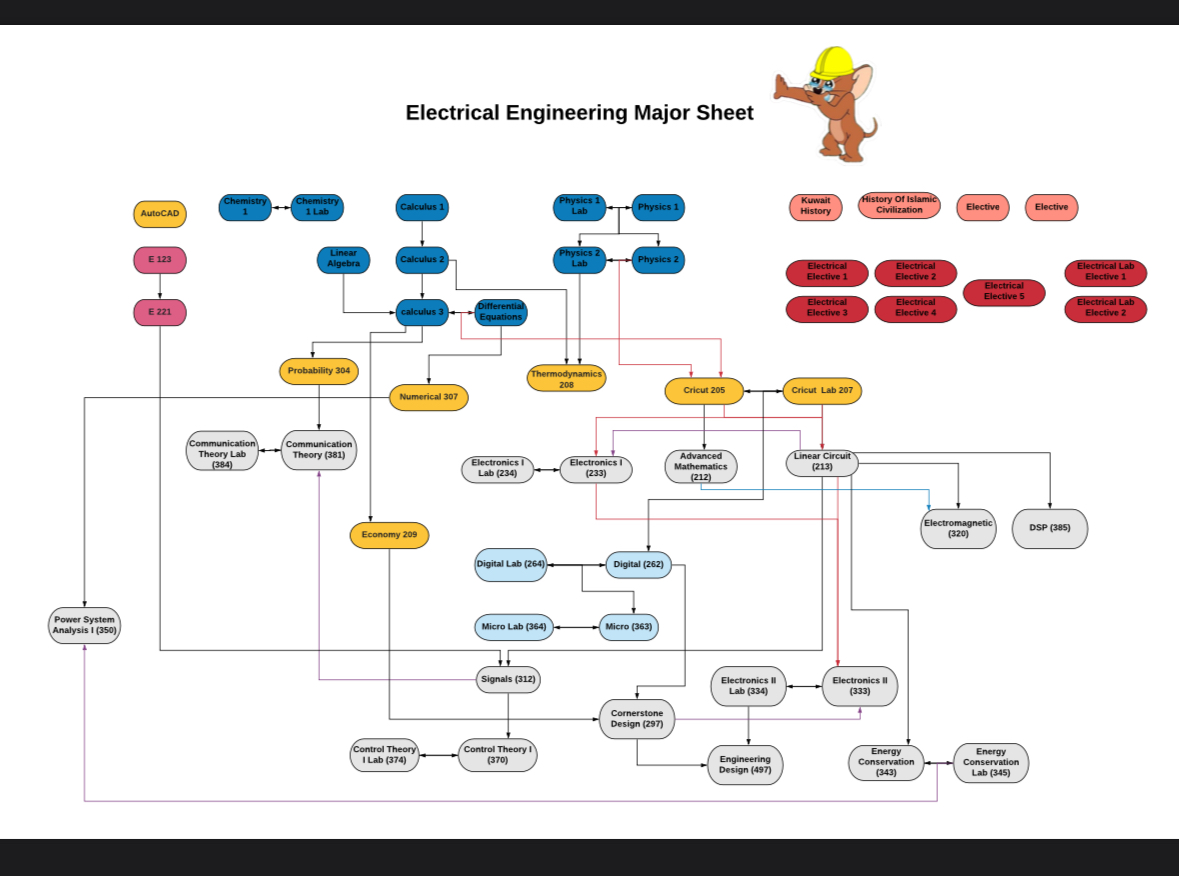 Electrical Engineering Major Sheet
AutoCAD
Chemistry
1
Chemistry
1 Lab
Calculus 1
Physics 1
Lab
Physics 1
Kuwait
History
History Of Islamic
Civilization
Elective
Elective
E 123
Linear
Algebra
Calculus 2
Physics 2
Lab
Physics 2
Electrical
Elective 1
Electrical
Elective 2
Electrical
Elective 5
Electrical Lab
Elective 1
E 221
calculus 3
Differential
Equations
Electrical
Elective 3
Electrical
Elective 4
Electrical Lab
Elective 2
Probability 304
Numerical 307
Thermodynamics
208
Cricut 205
Cricut Lab 207
Communication
Theory Lab
(384)
Communication
Theory (381)
Electronics I
Lab (234)
Electronics I
(233)
Advanced
Mathematics
(212)
Linear Circuit
(213)
Economy 209
Electromagnetic
(320)
DSP (385)
Digital Lab (264)
Digital (262)
Power System
Analysis I (350)
Micro Lab (364)
Micro (363)
Signals (312)
Electronics II
Lab (334)
Electronics II
(333)
Cornerstone
Design (297)
Control Theory
I Lab (374)
Control Theory I
(370)
Engineering
Design (497)
Energy
Conservation
(343)
Energy
Conservation
Lab (345)